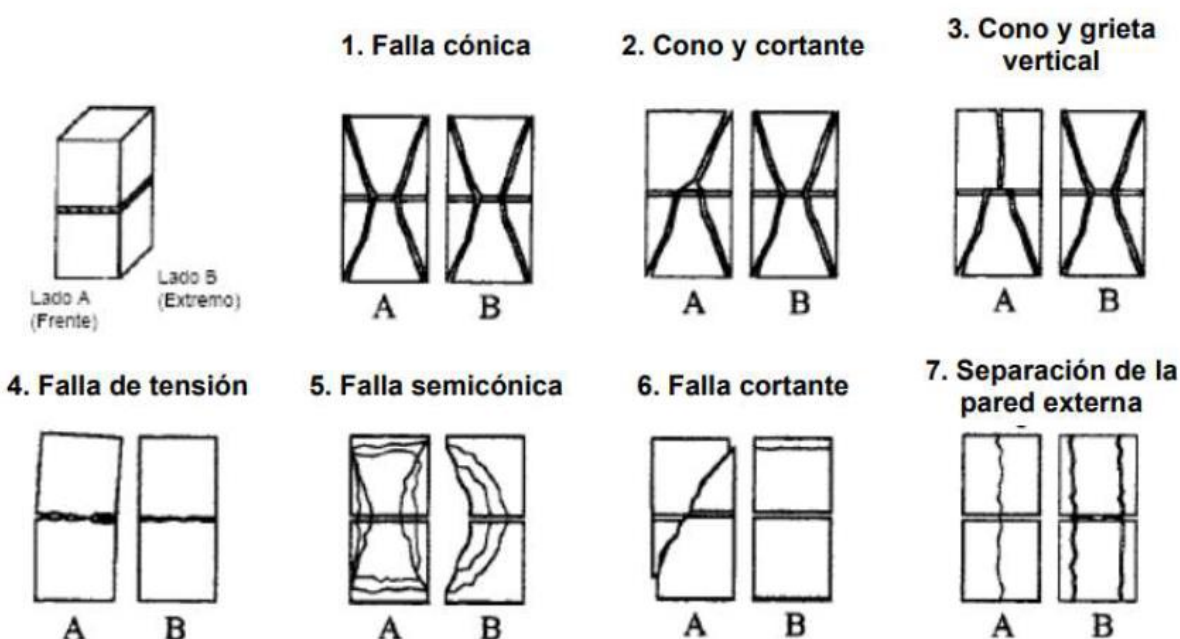 1. Falla cónica
2. Cono y cortante
3. Cono y grieta
vertical
Lado A
(Frente)
Lado B
(Extremo)
A
B
A
B
A
B
4. Falla de tensión
5. Falla semicónica
6. Falla cortante
7. Separación de la
pared externa
A
B
A
B
A
B
A
B